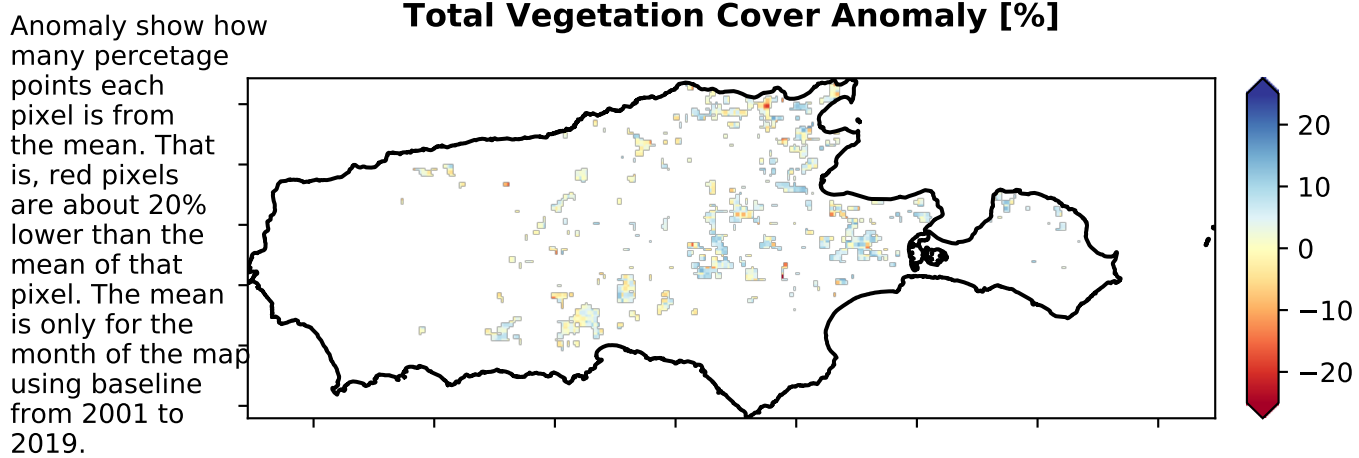 Total Vegetation Cover Anomaly [%]
Anomaly show how
many percetage
points each
pixel is from
the mean. That
is, red pixels
are about 20%
lower than the
mean of that
pixel. The mean
is only for the
month of the map
using baseline
from 2001 to
2019.
20
10
0
−10
−20